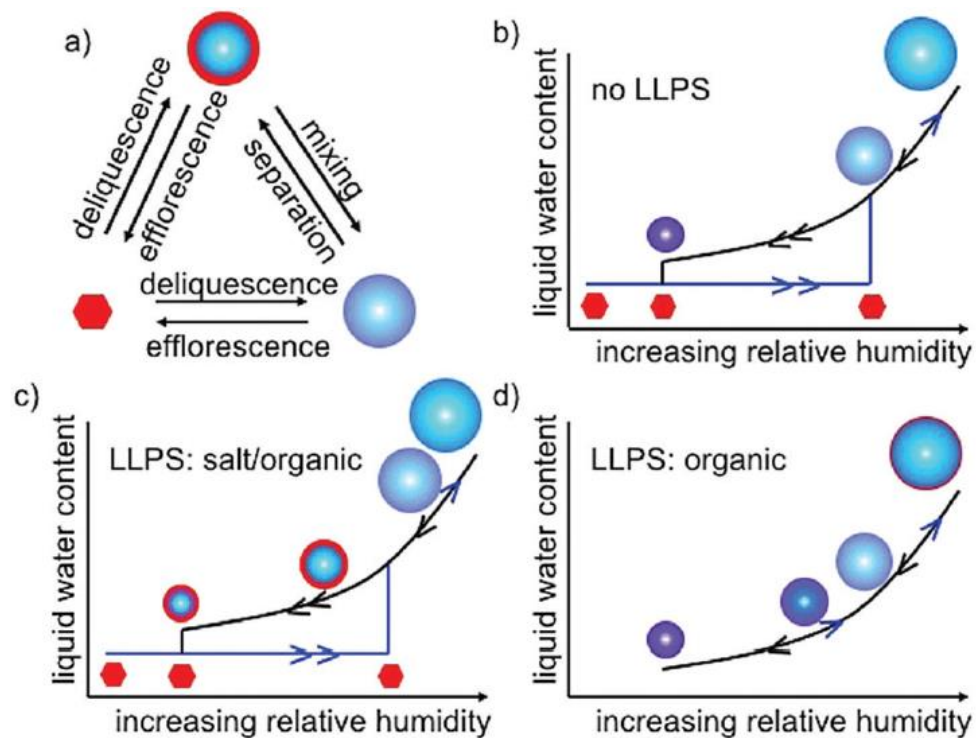 a)
deliquescence
efflorescence
mixing
separation
deliquescence
efflorescence
b)
no LLPS
liquid water content
increasing relative humidity
c)
LLPS: salt/organic
liquid water content
increasing relative humidity
d)
LLPS: organic
liquid water content
increasing relative humidity